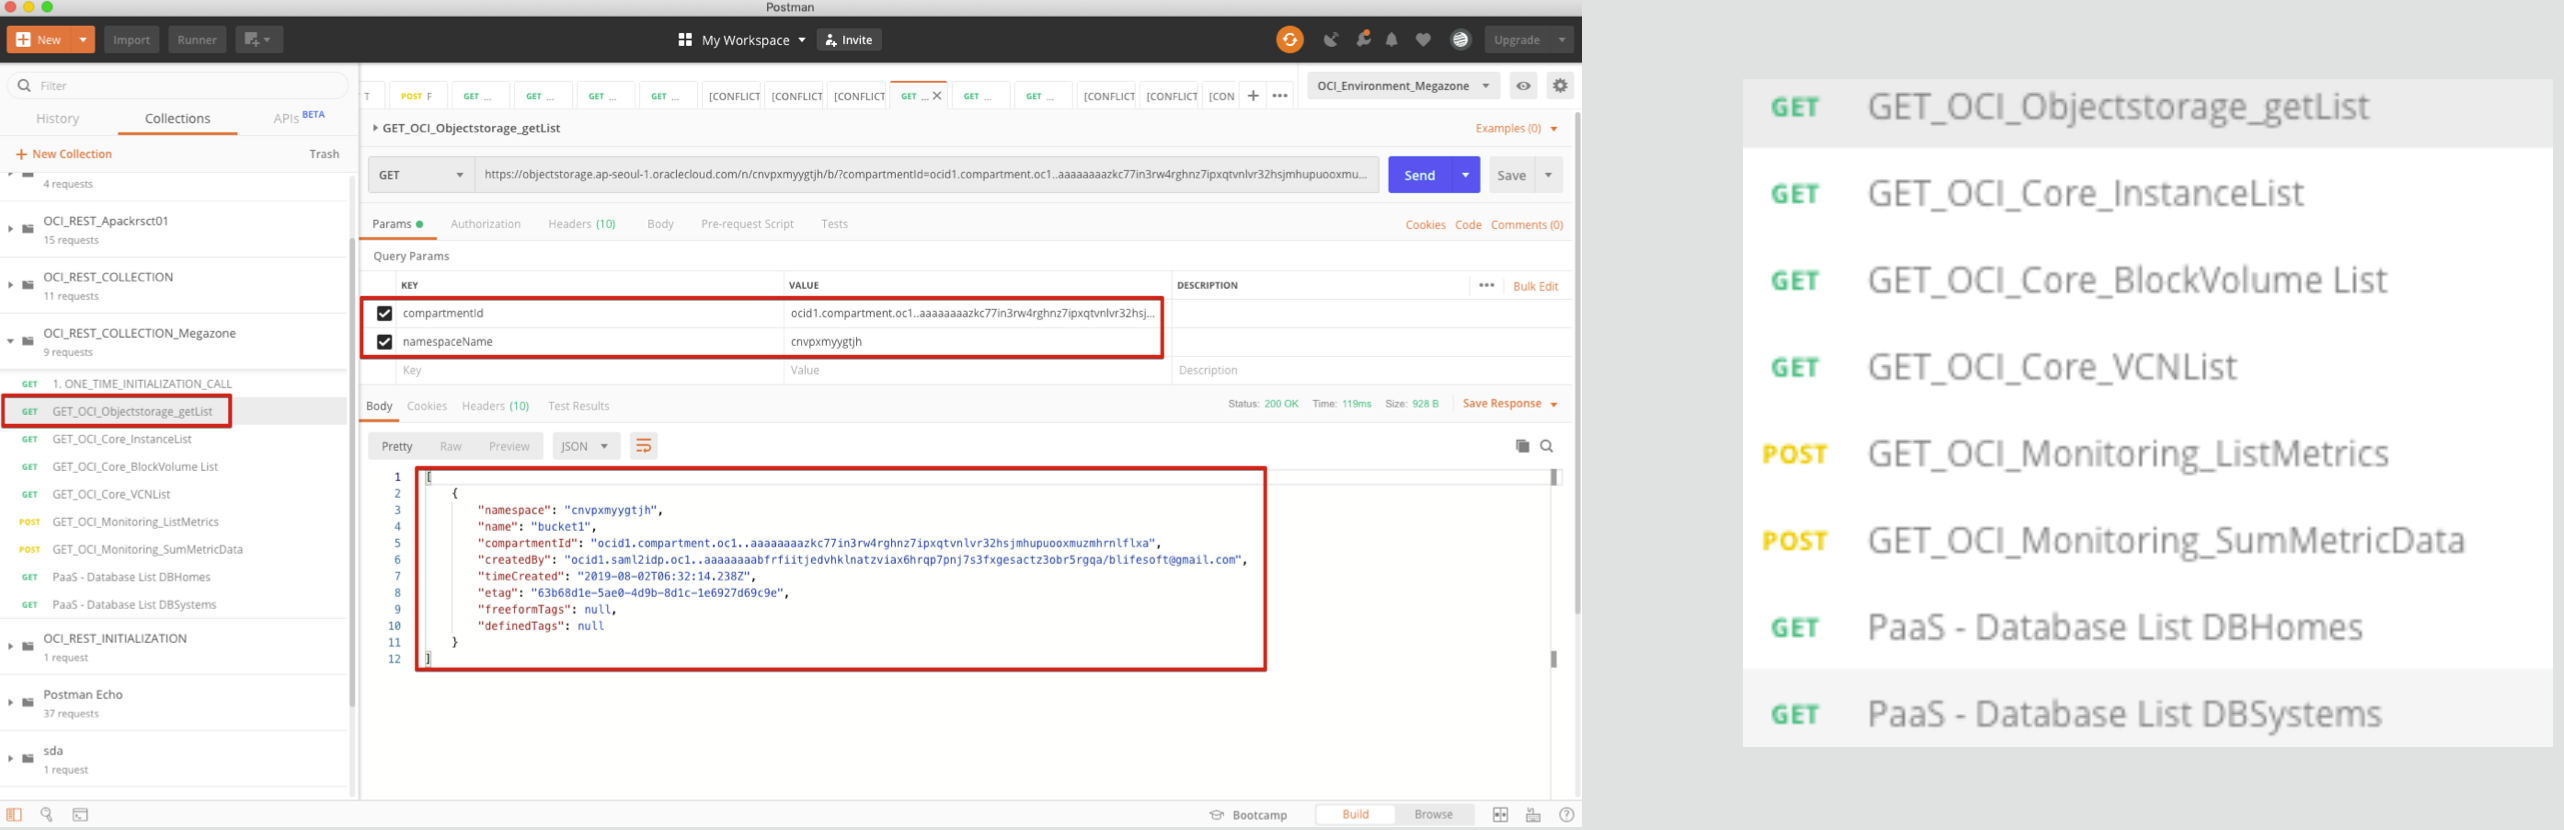 Postman
New Import Runner My Workspace Invite Upgrade
Filter
History Collections APIs BETA
+ New Collection Trash
4 requests
OCI_REST_Apackrsct01
15 requests
OCI_REST_COLLECTION
11 requests
OCI_REST_COLLECTION_Megazone
9 requests
GET 1. ONE_TIME_INITIALIZATION_CALL
GET GET_OCI_Objectstorage_getList
GET GET_OCI_Core_InstanceList
GET GET_OCI_Core_BlockVolume List
GET GET_OCI_Core_VCNList
POST GET_OCI_Monitoring_ListMetrics
POST GET_OCI_Monitoring_SumMetricData
GET PaaS - Database List DBHomes
GET PaaS - Database List DBSystems
OCI_REST_INITIALIZATION
1 request
Postman Echo
37 requests
sda
1 request
T POST F GET ... GET ... GET ... GET ... [CONFLICT [CONFLICT [CONFLICT GET ... X GET ... GET ... [CONFLICT [CONFLICT [CON + ••• OCI_Environment_Megazone
GET_OCI_Objectstorage_getList Examples (0)
GET https://objectstorage.ap-seoul-1.oraclecloud.com/n/cnvpxmyygtjh/b/?compartmentId=ocid1.compartment.oc1..aaaaaaaazkc77in3rw4rghnz7ipxqtvnlvr32hsjmhupuooxmu... Send Save
Params Authorization Headers (10) Body Pre-request Script Tests Cookies Code Comments (0)
Query Params
KEY VALUE DESCRIPTION ••• Bulk Edit
compartmentId ocid1.compartment.oc1..aaaaaaaazkc77in3rw4rghnz7ipxqtvnlvr32hsj...
namespaceName cnvpxmyygtjh
Key Value Description
Body Cookies Headers (10) Test Results Status: 200 OK Time: 119ms Size: 928 B Save Response
Pretty Raw Preview JSON
1 [
2 {
3 "namespace": "cnvpxmyygtjh",
4 "name": "bucket1",
5 "compartmentId": "ocid1.compartment.oc1..aaaaaaaazkc77in3rw4rghnz7ipxqtvnlvr32hsjmhupuooxmuzmhrnlflxa",
6 "createdBy": "ocid1.saml2idp.oc1..aaaaaaaabfrfiitjedvhklnatzviax6hrqp7pnj7s3fxgesactz3obr5rgqa/blifesoft@gmail.com",
7 "timeCreated": "2019-08-02T06:32:14.238Z",
8 "etag": "63b68d1e-5ae0-4d9b-8d1c-1e6927d69c9e",
9 "freeformTags": null,
10 "definedTags": null
11 }
12 ]
Bootcamp Build Browse
GET GET_OCI_Objectstorage_getList
GET GET_OCI_Core_InstanceList
GET GET_OCI_Core_BlockVolume List
GET GET_OCI_Core_VCNList
POST GET_OCI_Monitoring_ListMetrics
POST GET_OCI_Monitoring_SumMetricData
GET PaaS - Database List DBHomes
GET PaaS - Database List DBSystems